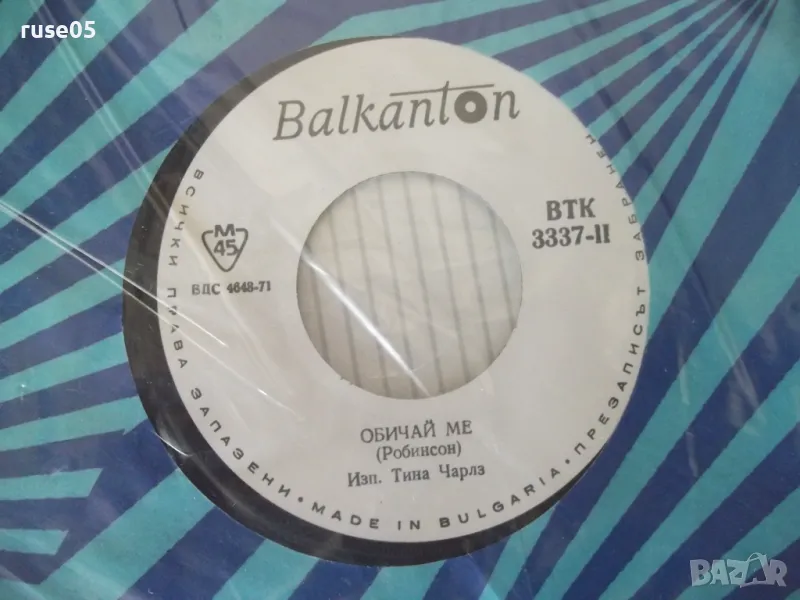 ruse05
Balkanton
ВСИЧКИ ПРАВА ЗАПАЗЕНИ · MADE IN BULGARIA · ПРЕЗАПИСЪТ ЗАБРАНЕН
M
45
ВДС 4648-71
ВТК
3337-II
ОБИЧАЙ МЕ
(Робинсон)
Изп. Тина Чарлз
BAZAR